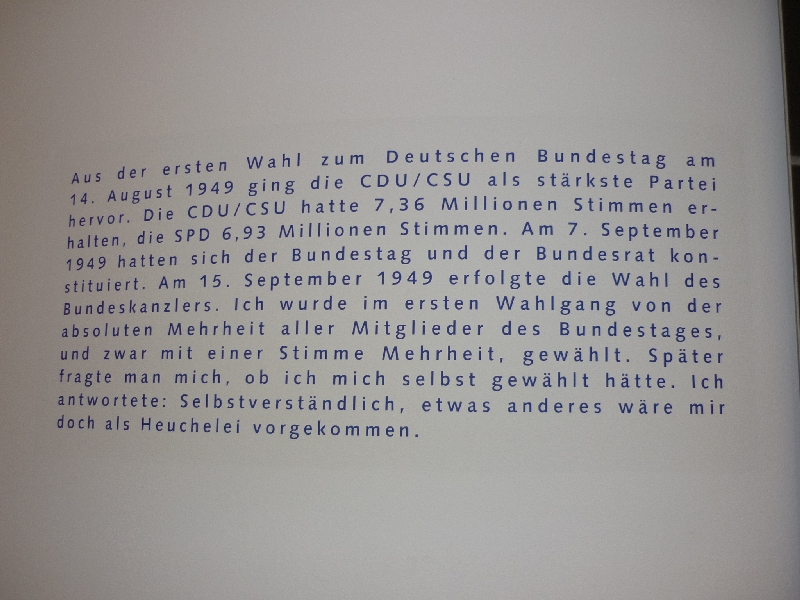 Aus der ersten Wahl zum Deutschen Bundestag am
14. August 1949 ging die CDU/CSU als stärkste Partei
hervor. Die CDU/CSU hatte 7,36 Millionen Stimmen er-
halten, die SPD 6,93 Millionen Stimmen. Am 7. September
1949 hatten sich der Bundestag und der Bundesrat kon-
stituiert. Am 15. September 1949 erfolgte die Wahl des
Bundeskanzlers. Ich wurde im ersten Wahlgang von der
absoluten Mehrheit aller Mitglieder des Bundestages,
und zwar mit einer Stimme Mehrheit, gewählt. Später
fragte man mich, ob ich mich selbst gewählt hätte. Ich
antwortete: Selbstverständlich, etwas anderes wäre mir
doch als Heuchelei vorgekommen.